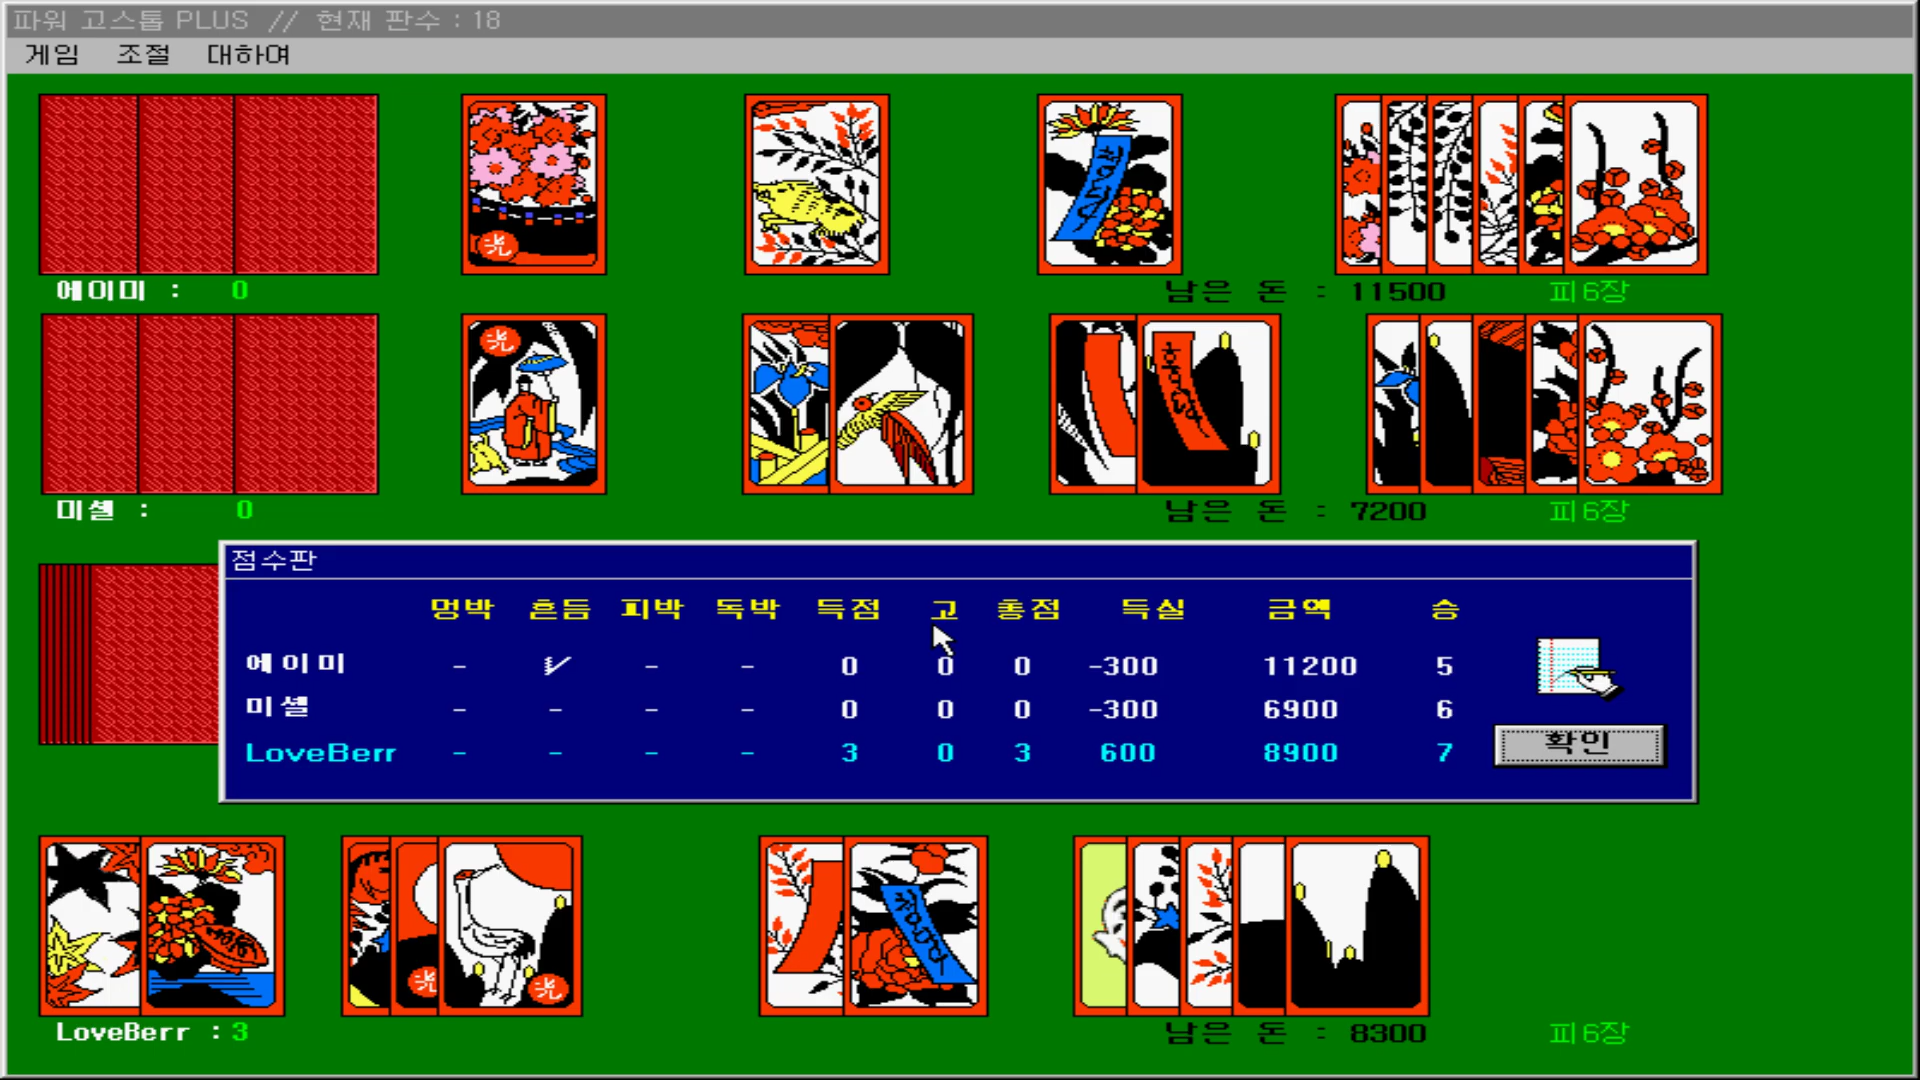 파워 고스톱 PLUS // 현재 판수 : 18
게임 조절 대하여
光
에이미 : 0 남은 돈 : 11500 피6장
光
미셸 : 0 남은 돈 : 7200 피6장
점수판
멍박 흔듬 피박 독박 득점 고 총점 득실 금액 승
에이미 - ✓ - - 0 0 0 -300 11200 5
미셸 - - - - 0 0 0 -300 6900 6
LoveBerr - - - - 3 0 3 600 8900 7
확인
光 光
LoveBerr : 3 남은 돈 : 8300 피6장